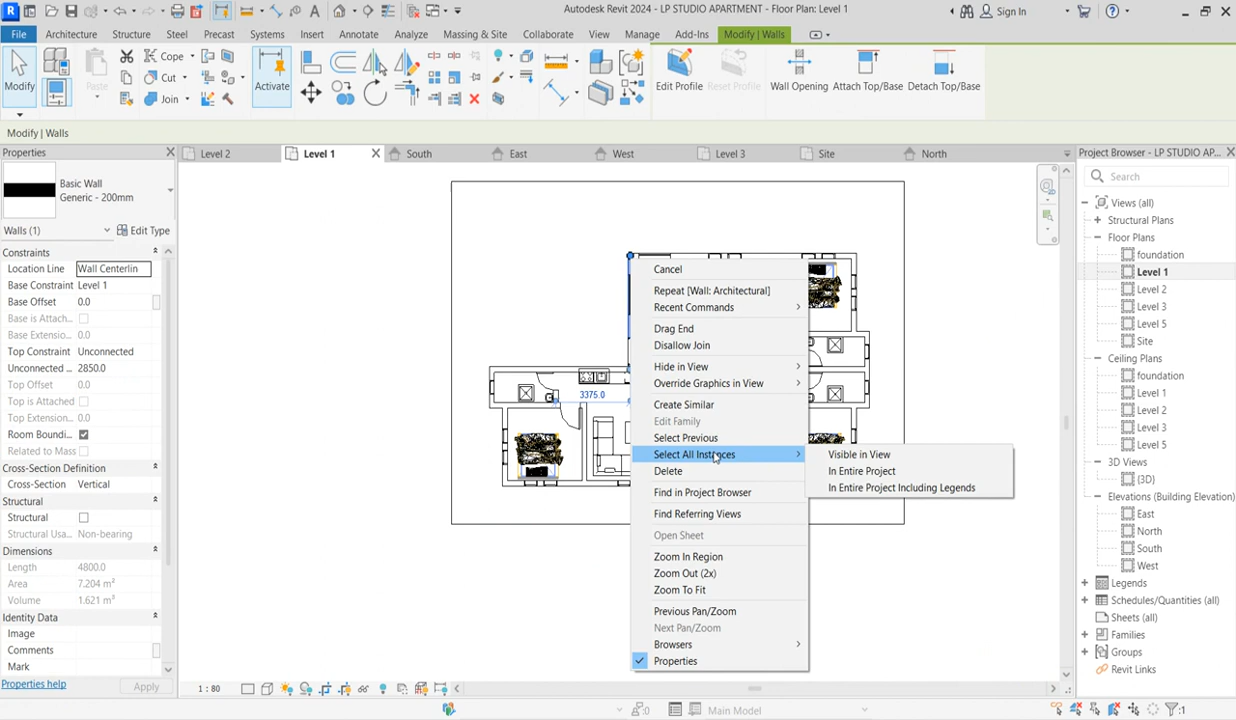 Autodesk Revit 2024 - LP STUDIO APARTMENT - Floor Plan: Level 1
Sign In
File Architecture Structure Steel Precast Systems Insert Annotate Analyze Massing & Site Collaborate View Manage Add-Ins Modify | Walls
Cope
Cut
Join
Modify
Paste
Activate
Edit Profile
Reset Profile
Wall Opening
Attach Top/Base
Detach Top/Base
Modify | Walls
Properties
Basic Wall
Generic - 200mm
Walls (1)
Edit Type
Constraints
Location Line Wall Centerlin
Base Constraint Level 1
Base Offset 0.0
Base is Attach...
Base Extensio... 0.0
Top Constraint Unconnected
Unconnected ... 2850.0
Top Offset 0.0
Top is Attached
Top Extension... 0.0
Room Boundi...
Related to Mass
Cross-Section Definition
Cross-Section Vertical
Structural
Structural
Structural Usa... Non-bearing
Dimensions
Length 4800.0
Area 7.204 m²
Volume 1.621 m³
Identity Data
Image
Comments
Mark
Properties help
Apply
Level 2
Level 1
South
East
West
Level 3
Site
North
3375.0
Cancel
Repeat [Wall: Architectural]
Recent Commands
Drag End
Disallow Join
Hide in View
Override Graphics in View
Create Similar
Edit Family
Select Previous
Select All Instances
Delete
Find in Project Browser
Find Referring Views
Open Sheet
Zoom In Region
Zoom Out (2x)
Zoom To Fit
Previous Pan/Zoom
Next Pan/Zoom
Browsers
Properties
Visible in View
In Entire Project
In Entire Project Including Legends
Project Browser - LP STUDIO AP...
Search
Views (all)
Structural Plans
Floor Plans
foundation
Level 1
Level 2
Level 3
Level 5
Site
Ceiling Plans
foundation
Level 1
Level 2
Level 3
Level 5
3D Views
{3D}
Elevations (Building Elevation)
East
North
South
West
Legends
Schedules/Quantities (all)
Sheets (all)
Families
Groups
Revit Links
1 : 80
:0
Main Model
:1